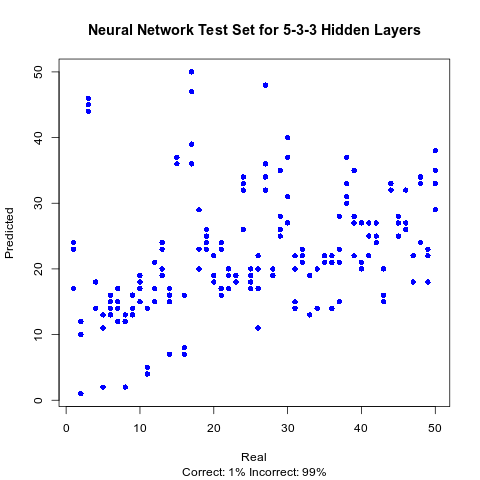 Neural Network Test Set for 5-3-3 Hidden Layers
Predicted
50
40
30
20
10
0
0 10 20 30 40 50
Real
Correct: 1% Incorrect: 99%